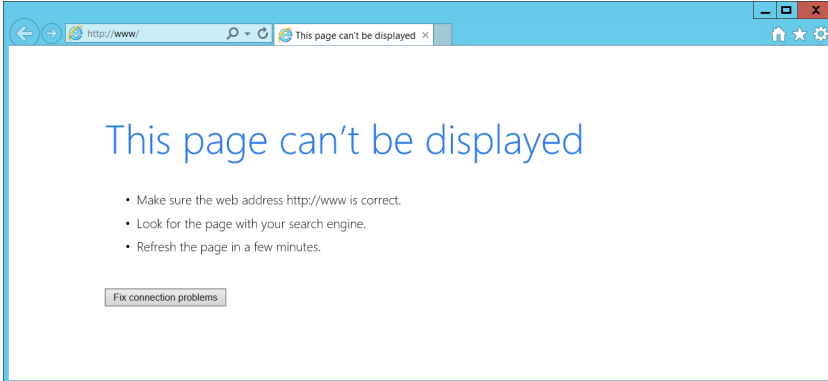 http://www/
This page can't be displayed
This page can't be displayed
• Make sure the web address http://www is correct.
• Look for the page with your search engine.
• Refresh the page in a few minutes.
Fix connection problems